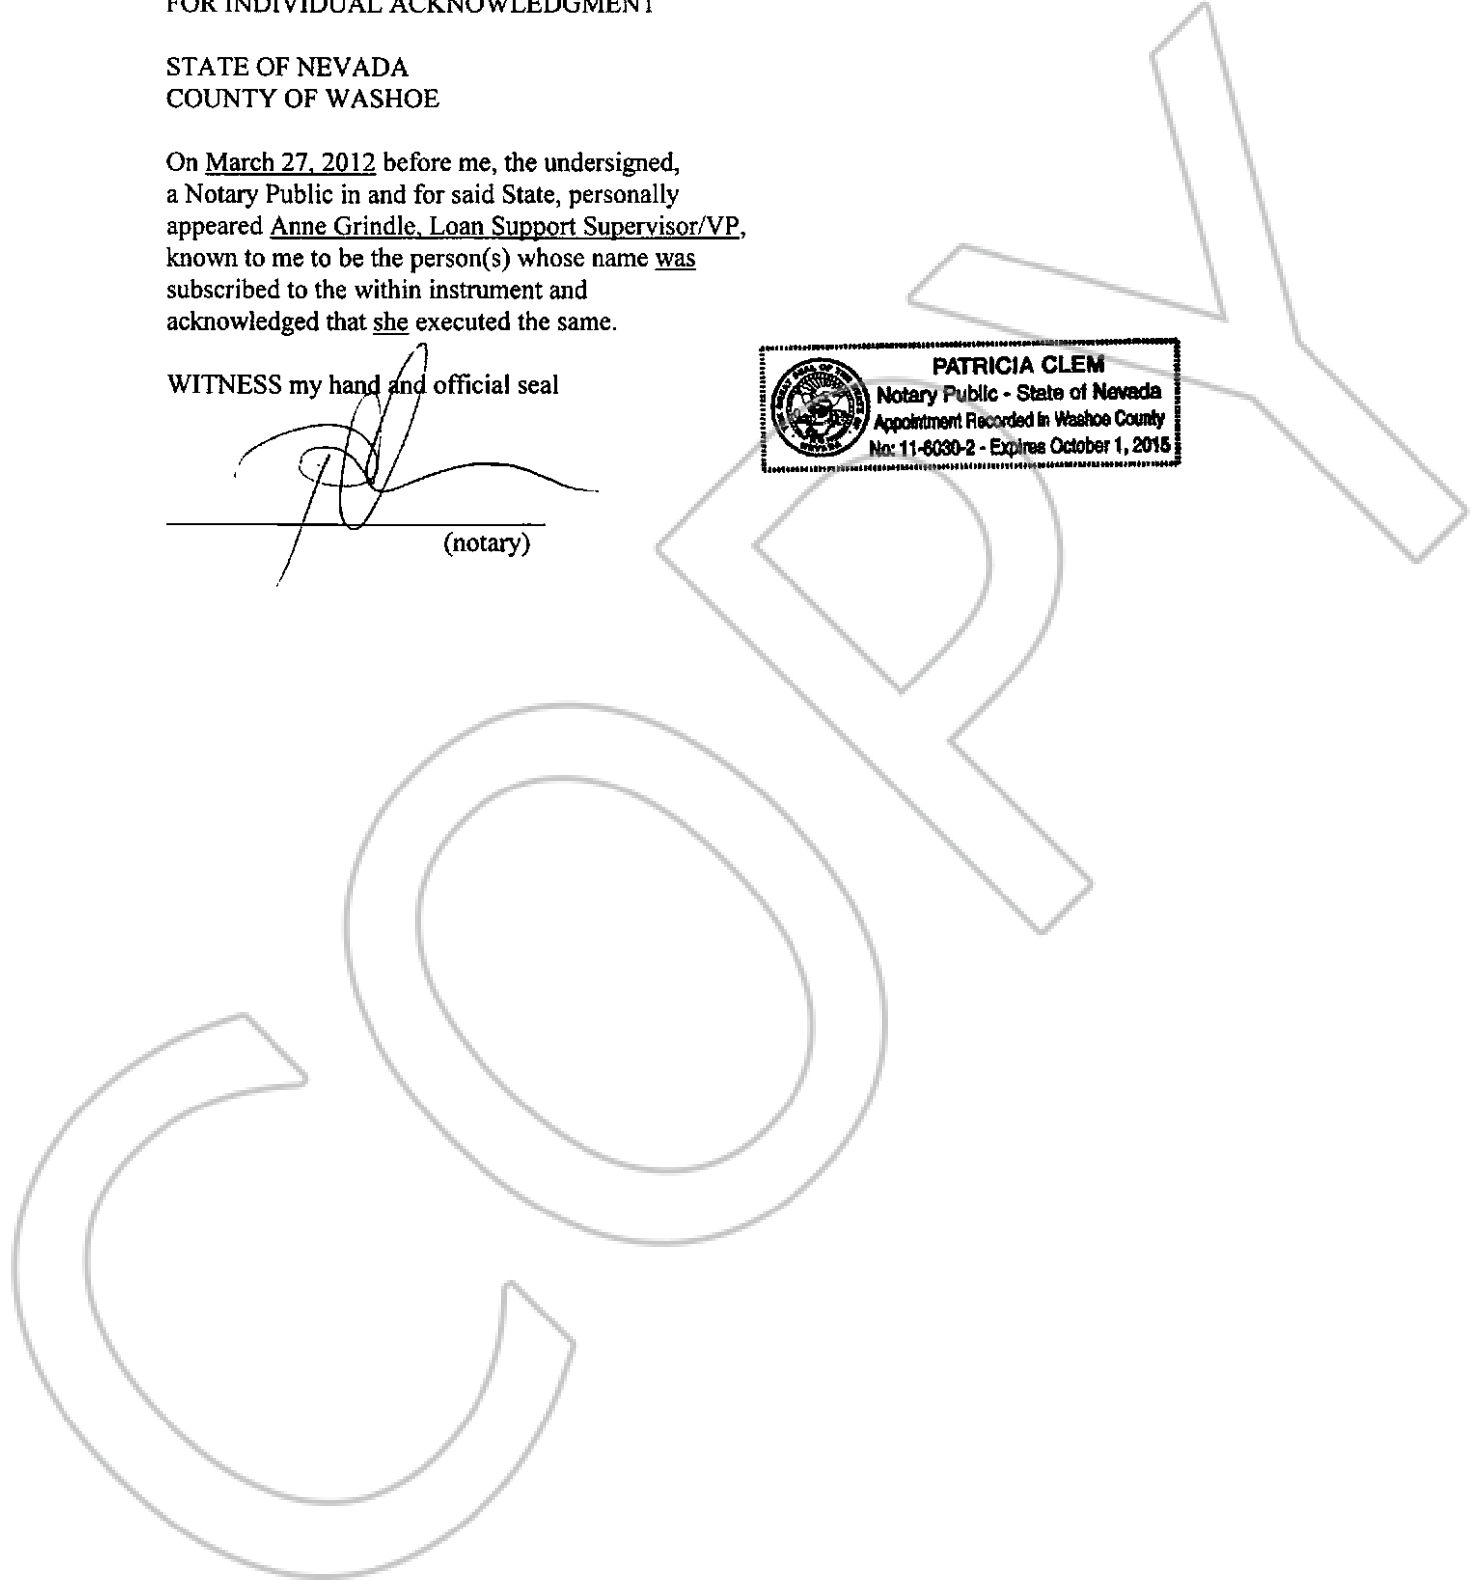 FOR INDIVIDUAL ACKNOWLEDGMENT
STATE OF NEVADA
COUNTY OF WASHOE
On March 27, 2012 before me, the undersigned,
a Notary Public in and for said State, personally
appeared Anne Grindle, Loan Support Supervisor/VP,
known to me to be the person(s) whose name was
subscribed to the within instrument and
acknowledged that she executed the same.
WITNESS my hand and official seal
(notary)
PATRICIA CLEM
Notary Public - State of Nevada
Appointment Recorded in Washoe County
No: 11-6030-2 - Expires October 1, 2015
COPY